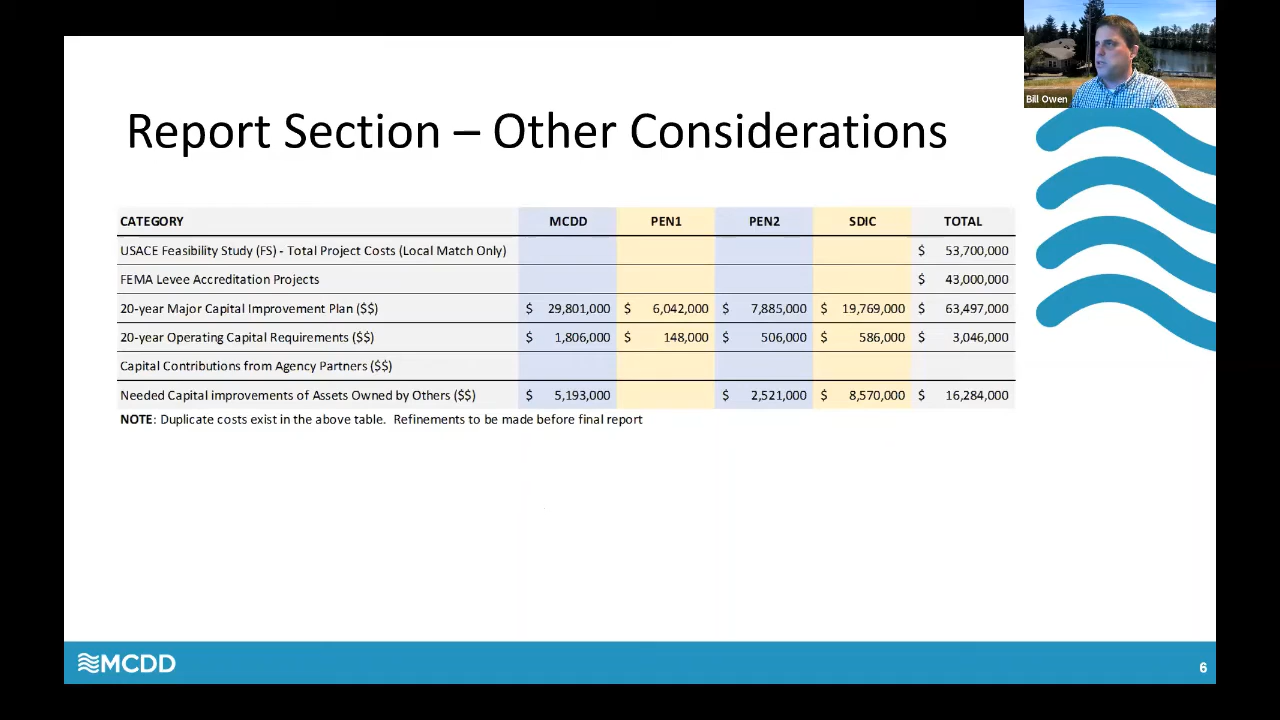 Bill Owen
Report Section – Other Considerations
CATEGORY MCDD PEN1 PEN2 SDIC TOTAL
USACE Feasibility Study (FS) - Total Project Costs (Local Match Only) $ 53,700,000
FEMA Levee Accreditation Projects $ 43,000,000
20-year Major Capital Improvement Plan ($$) $ 29,801,000 $ 6,042,000 $ 7,885,000 $ 19,769,000 $ 63,497,000
20-year Operating Capital Requirements ($$) $ 1,806,000 $ 148,000 $ 506,000 $ 586,000 $ 3,046,000
Capital Contributions from Agency Partners ($$)
Needed Capital improvements of Assets Owned by Others ($$) $ 5,193,000 $ 2,521,000 $ 8,570,000 $ 16,284,000
NOTE: Duplicate costs exist in the above table. Refinements to be made before final report
MCDD
6